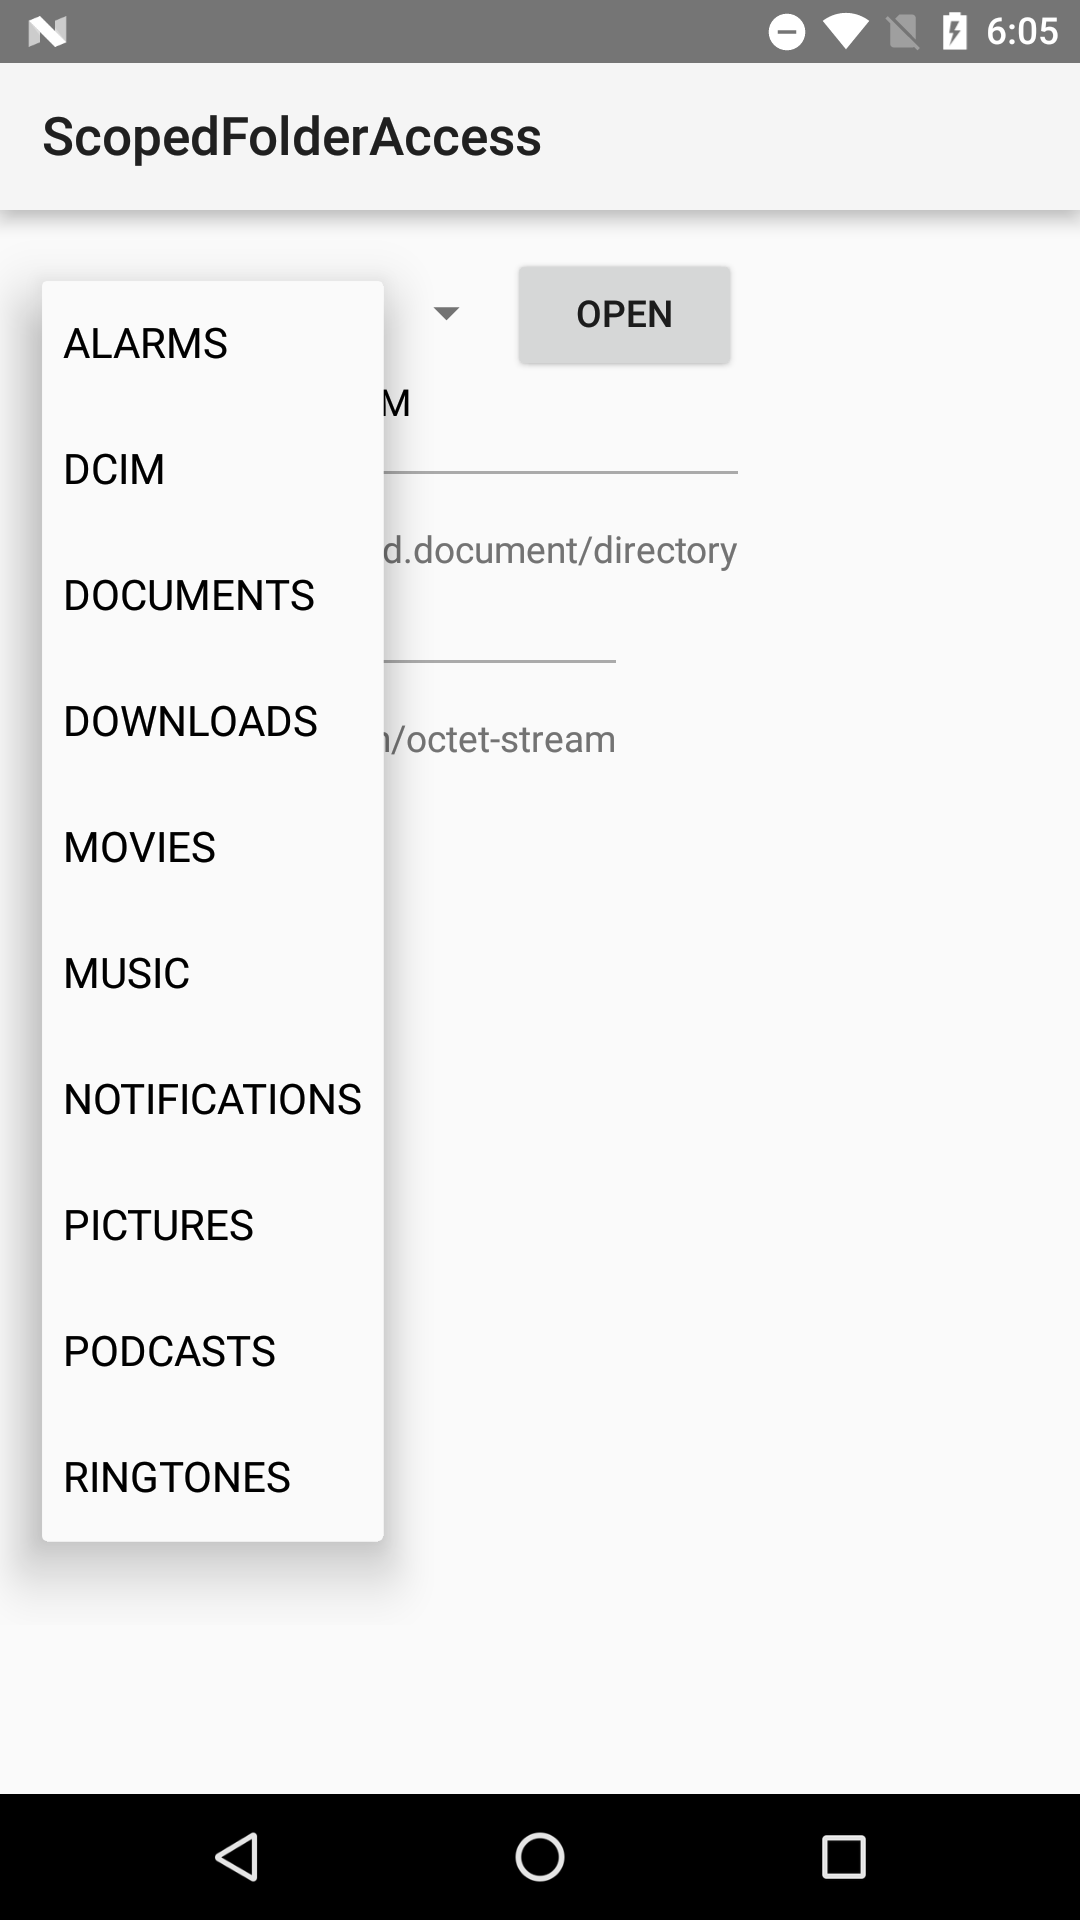 6:05
ScopedFolderAccess
OPEN
ALARMS
M
DCIM
d.document/directory
DOCUMENTS
DOWNLOADS
/octet-stream
MOVIES
MUSIC
NOTIFICATIONS
PICTURES
PODCASTS
RINGTONES